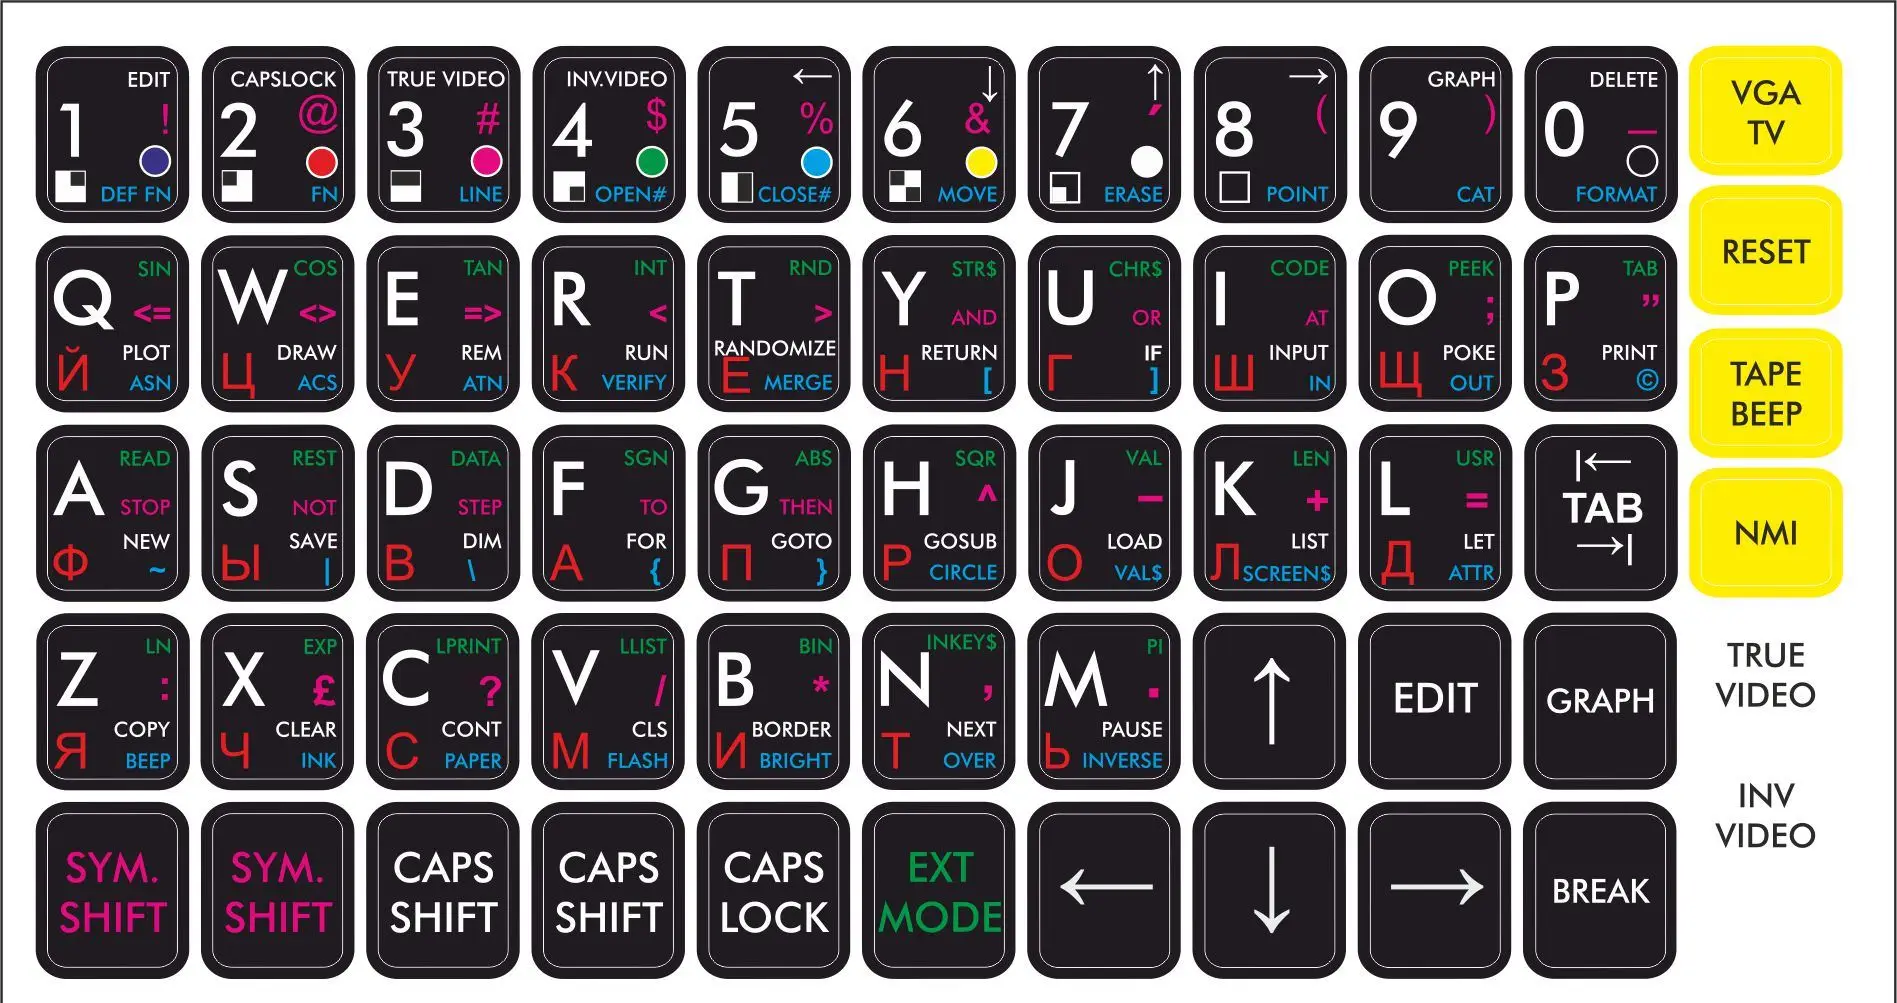 EDIT
1 !
DEF FN
CAPSLOCK
2 @
FN
TRUE VIDEO
3 #
LINE
INV.VIDEO
4 $
OPEN#
←
5 %
CLOSE#
↓
6 &
MOVE
↑
7 ′
ERASE
→
8 (
POINT
GRAPH
9 )
CAT
DELETE
0 _
FORMAT
VGA
TV
SIN
Q <=
PLOT
Й ASN
COS
W <>
DRAW
Ц ACS
TAN
E =>
REM
У ATN
INT
R <
RUN
К VERIFY
RND
T >
RANDOMIZE
Е MERGE
STR$
Y AND
RETURN
Н [
CHR$
U OR
IF
Г ]
CODE
I AT
INPUT
Ш IN
PEEK
O ;
POKE
Щ OUT
TAB
P ”
PRINT
З ©
RESET
TAPE
BEEP
READ
A STOP
NEW
Ф ~
REST
S NOT
SAVE
Ы |
DATA
D STEP
DIM
В \
SGN
F TO
FOR
А {
ABS
G THEN
GOTO
П }
SQR
H ^
GOSUB
Р CIRCLE
VAL
J −
LOAD
О VAL$
LEN
K +
LIST
Л SCREEN$
USR
L =
LET
Д ATTR
|←
TAB
→|
NMI
LN
Z :
COPY
Я BEEP
EXP
X £
CLEAR
Ч INK
LPRINT
C ?
CONT
С PAPER
LLIST
V /
CLS
М FLASH
BIN
B *
BORDER
И BRIGHT
INKEY$
N ,
NEXT
Т OVER
PI
M .
PAUSE
Ь INVERSE
↑
EDIT
GRAPH
TRUE
VIDEO
SYM.
SHIFT
SYM.
SHIFT
CAPS
SHIFT
CAPS
SHIFT
CAPS
LOCK
EXT
MODE
←
↓
→
BREAK
INV
VIDEO